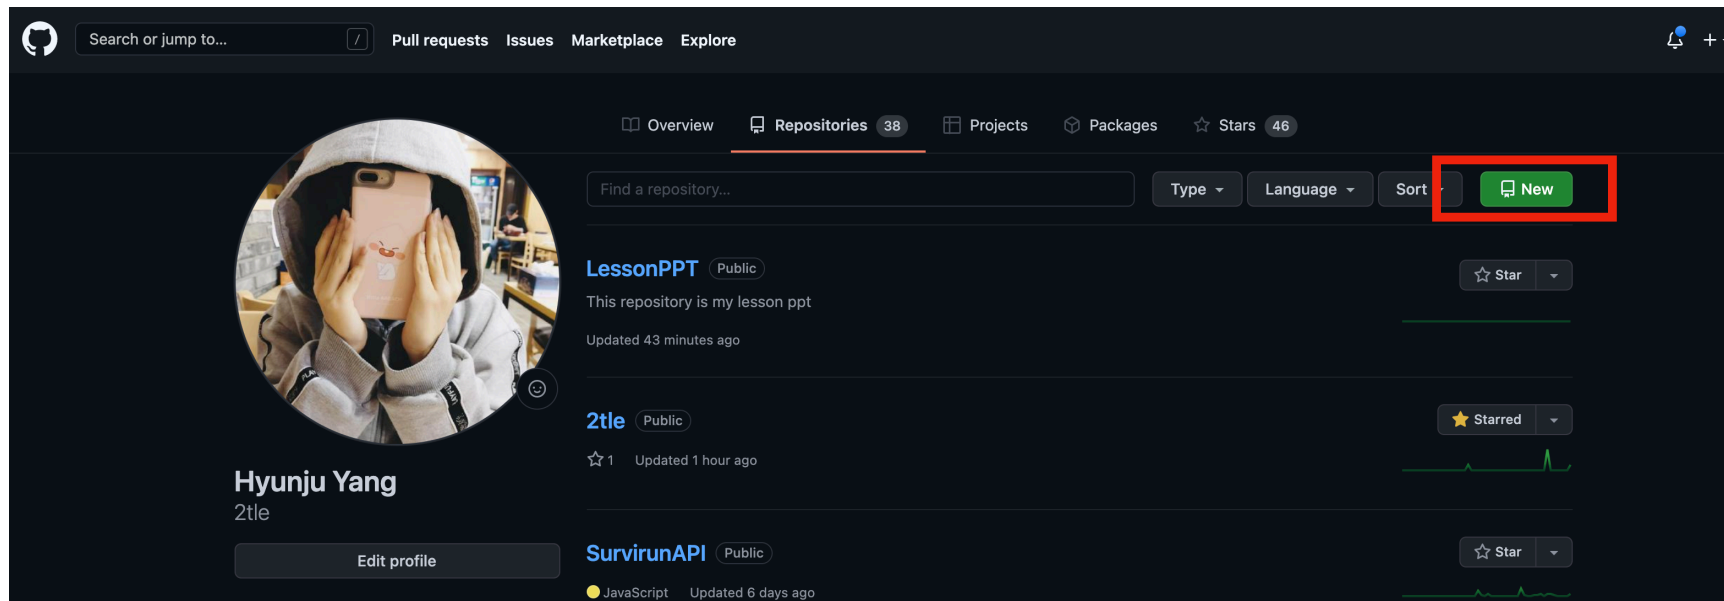 Search or jump to... /
Pull requests Issues Marketplace Explore
Overview Repositories 38 Projects Packages Stars 46
Find a repository... Type Language Sort New
LessonPPT Public Star
This repository is my lesson ppt
Updated 43 minutes ago
2tle Public Starred
1 Updated 1 hour ago
Hyunju Yang
2tle
Edit profile
SurvirunAPI Public Star
JavaScript Updated 6 days ago